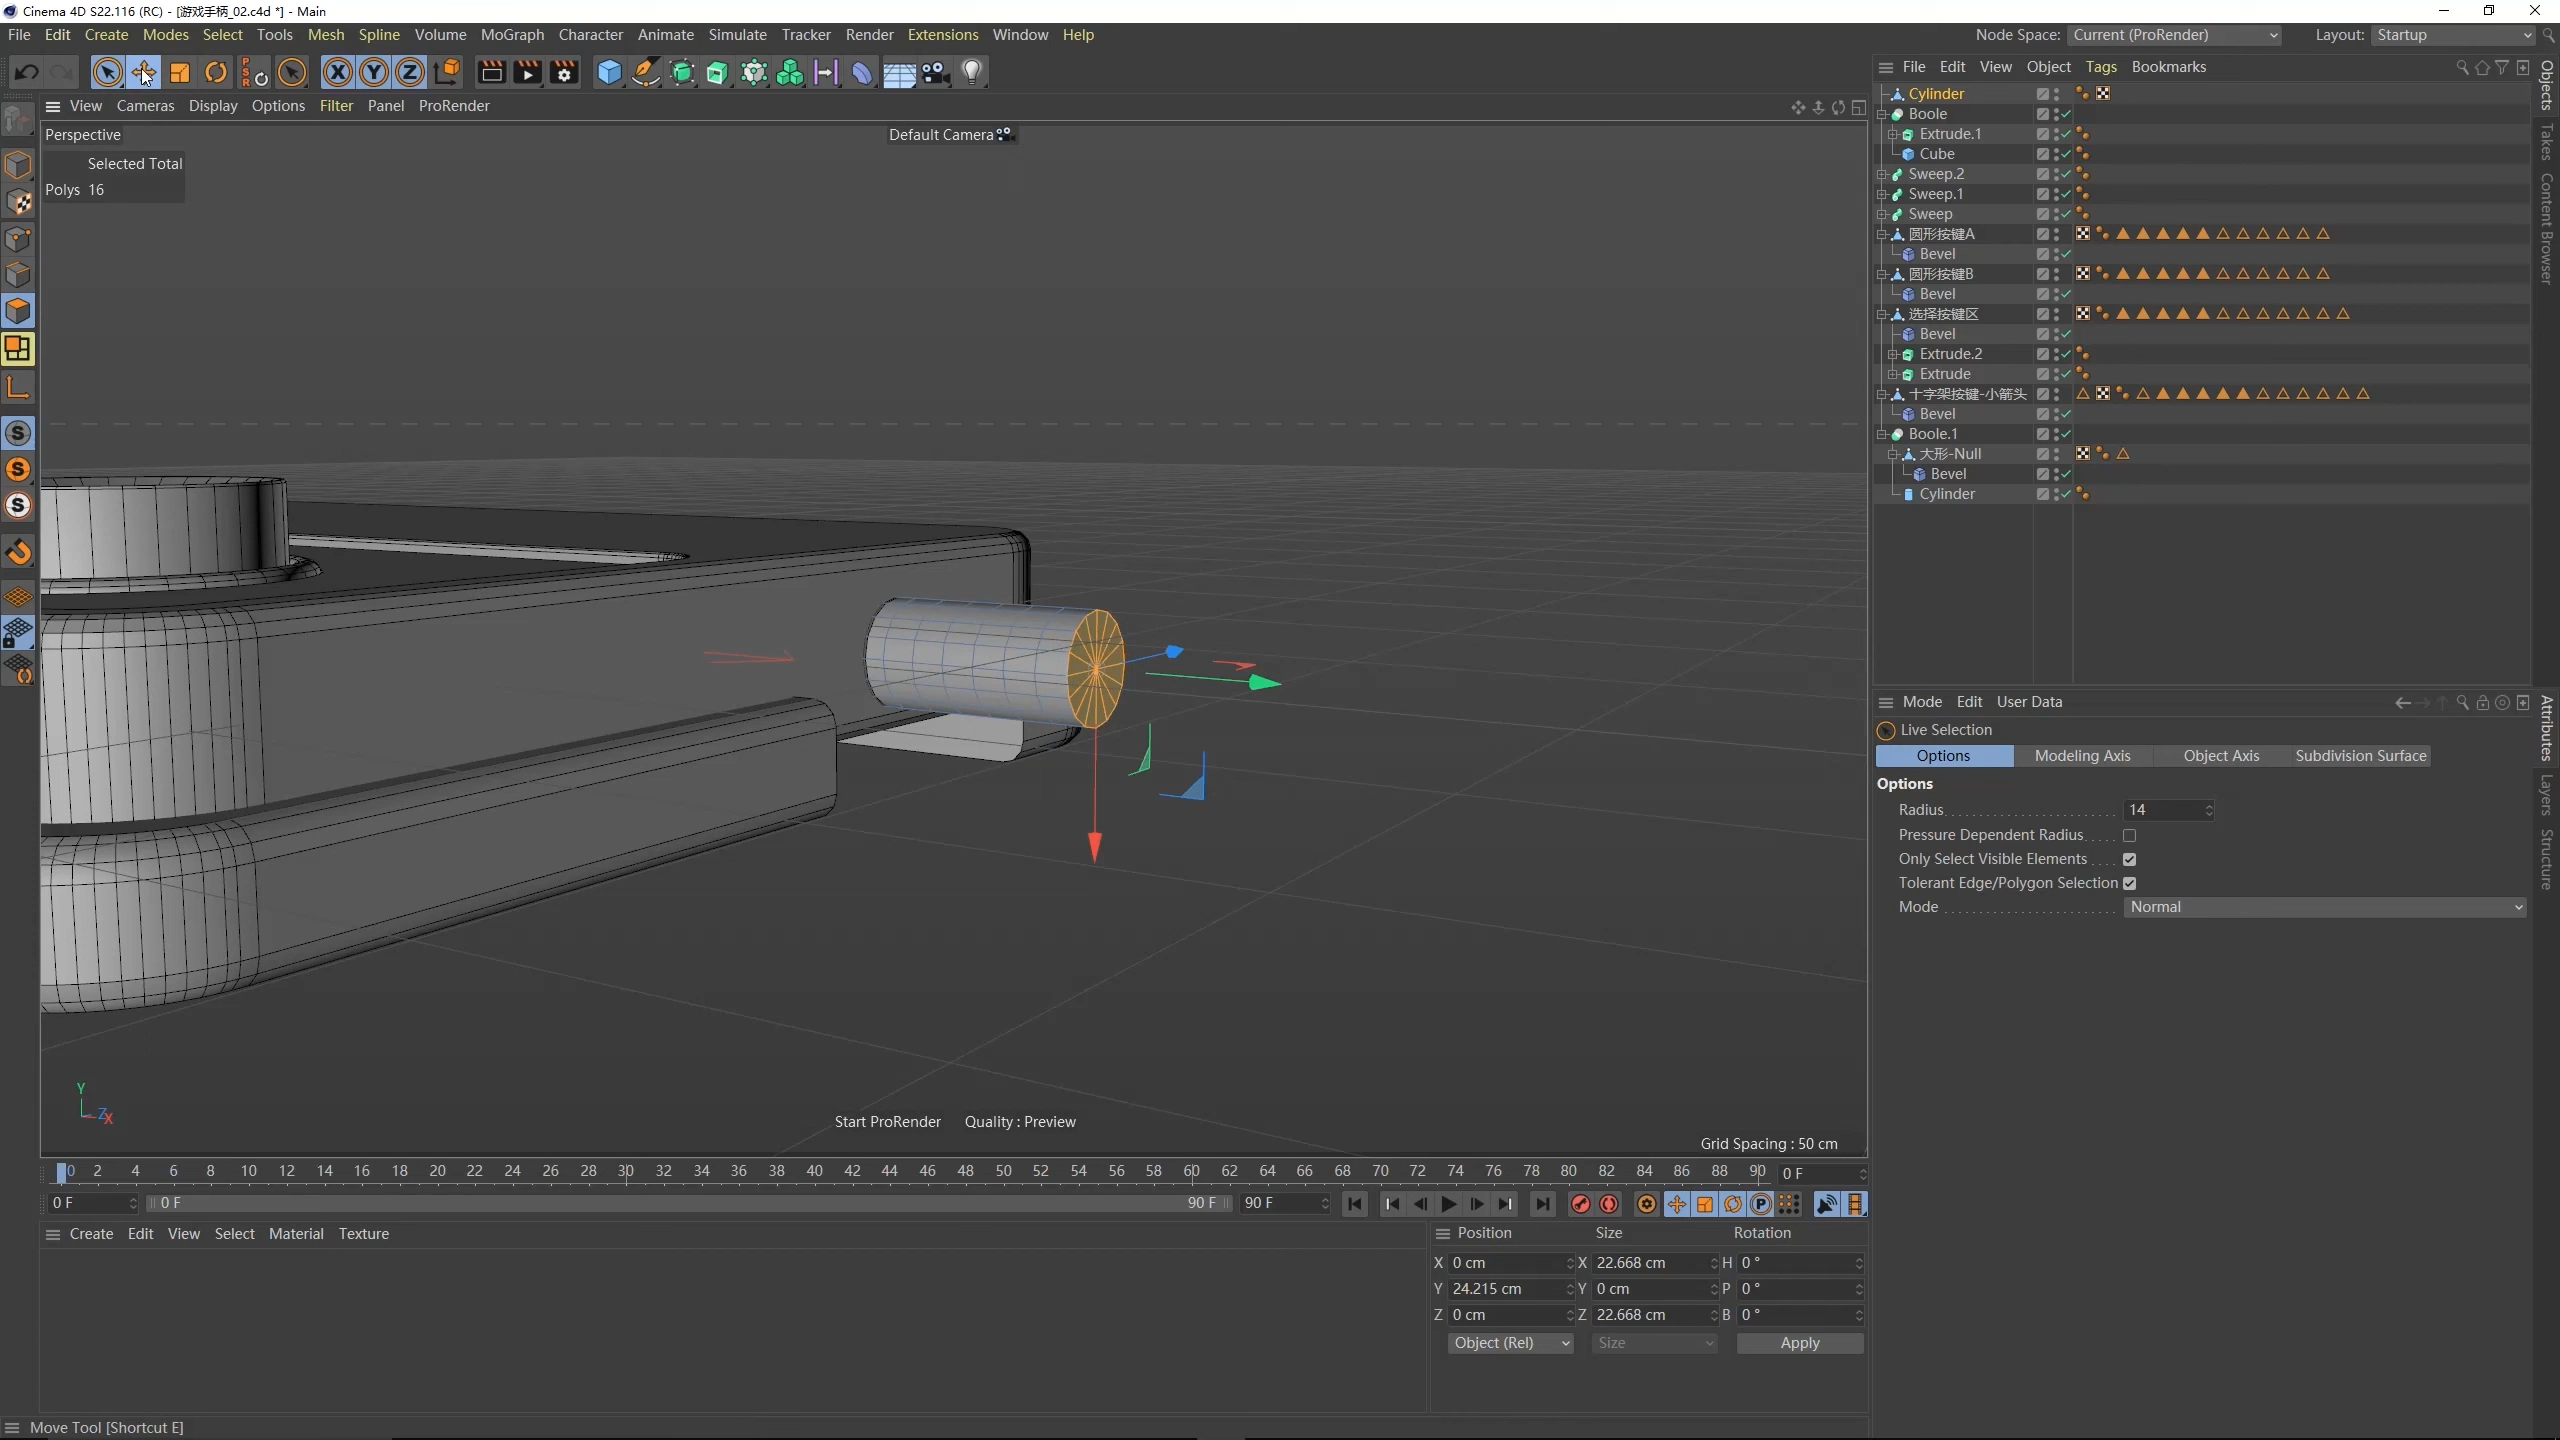 Cinema 4D S22.116 (RC) - [游戏手柄_02.c4d *] - Main
File Edit Create Modes Select Tools Mesh Spline Volume MoGraph Character Animate Simulate Tracker Render Extensions Window Help
Node Space: Current (ProRender) Layout: Startup
View Cameras Display Options Filter Panel ProRender
Perspective
Default Camera
Selected Total
Polys 16
Y
Z
X
Start ProRender Quality : Preview
Grid Spacing : 50 cm
0 2 4 6 8 10 12 14 16 18 20 22 24 26 28 30 32 34 36 38 40 42 44 46 48 50 52 54 56 58 60 62 64 66 68 70 72 74 76 78 80 82 84 86 88 90
0 F
0 F 0 F 90 F 90 F
Create Edit View Select Material Texture
Position Size Rotation
X 0 cm X 22.668 cm H 0 °
Y 24.215 cm Y 0 cm P 0 °
Z 0 cm Z 22.668 cm B 0 °
Object (Rel) Size Apply
Move Tool [Shortcut E]
File Edit View Object Tags Bookmarks
Cylinder
Boole
Extrude.1
Cube
Sweep.2
Sweep.1
Sweep
圆形按键A
Bevel
圆形按键B
Bevel
选择按键区
Bevel
Extrude.2
Extrude
十字架按键-小箭头
Bevel
Boole.1
大形-Null
Bevel
Cylinder
Objects
Takes
Content Browser
Mode Edit User Data
Live Selection
Options Modeling Axis Object Axis Subdivision Surface
Options
Radius 14
Pressure Dependent Radius
Only Select Visible Elements
Tolerant Edge/Polygon Selection
Mode Normal
Attributes
Layers
Structure